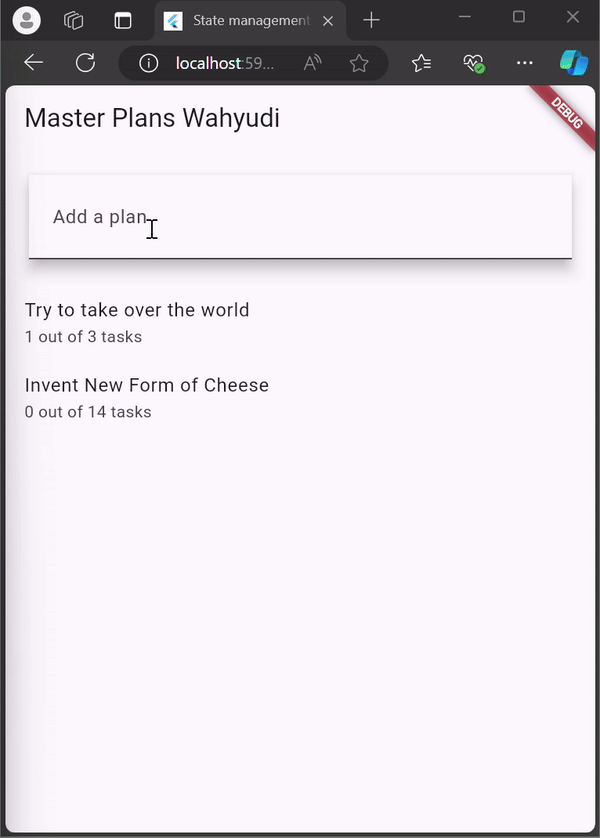 State management
localhost:59...
DEBUG
Master Plans Wahyudi
Add a plan
Try to take over the world
1 out of 3 tasks
Invent New Form of Cheese
0 out of 14 tasks